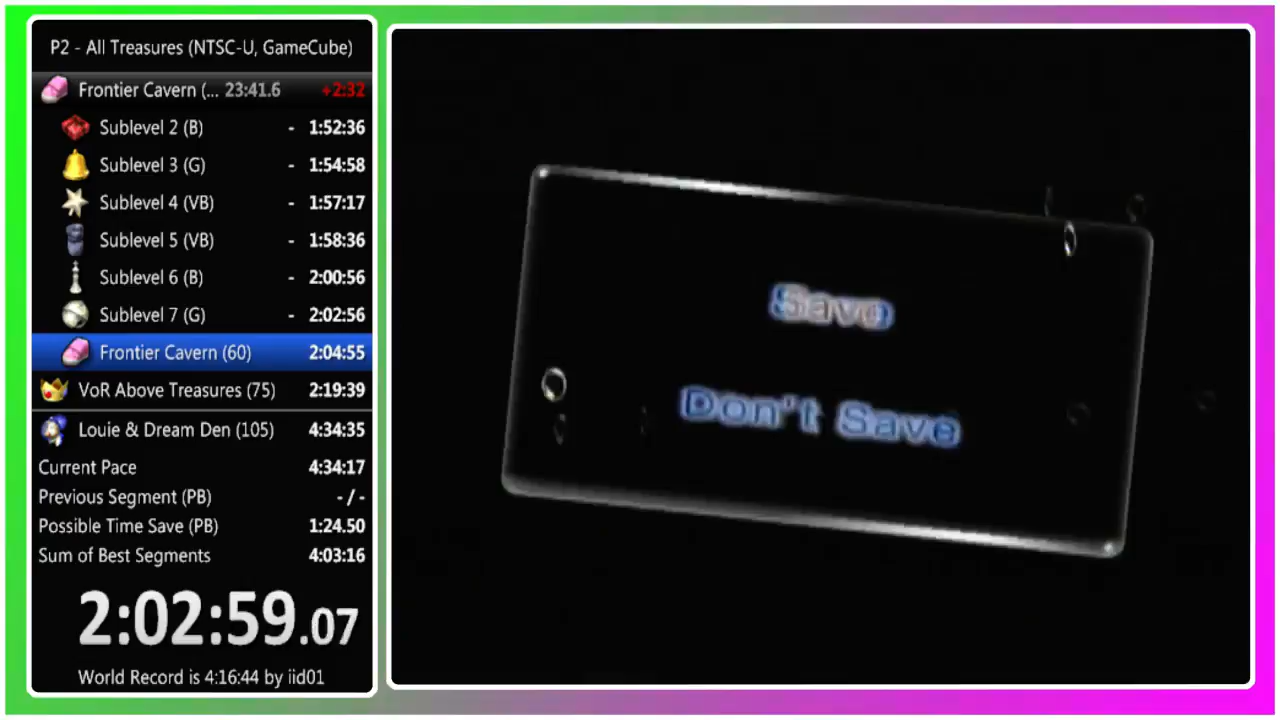 P2 - All Treasures (NTSC-U, GameCube)
Frontier Cavern (... 23:41.6 +2:32
Sublevel 2 (B) - 1:52:36
Sublevel 3 (G) - 1:54:58
Sublevel 4 (VB) - 1:57:17
Sublevel 5 (VB) - 1:58:36
Sublevel 6 (B) - 2:00:56
Sublevel 7 (G) - 2:02:56
Frontier Cavern (60) 2:04:55
VoR Above Treasures (75) 2:19:39
Louie & Dream Den (105) 4:34:35
Current Pace 4:34:17
Previous Segment (PB) - / -
Possible Time Save (PB) 1:24.50
Sum of Best Segments 4:03:16
2:02:59.07
World Record is 4:16:44 by iid01
Save
Don't Save